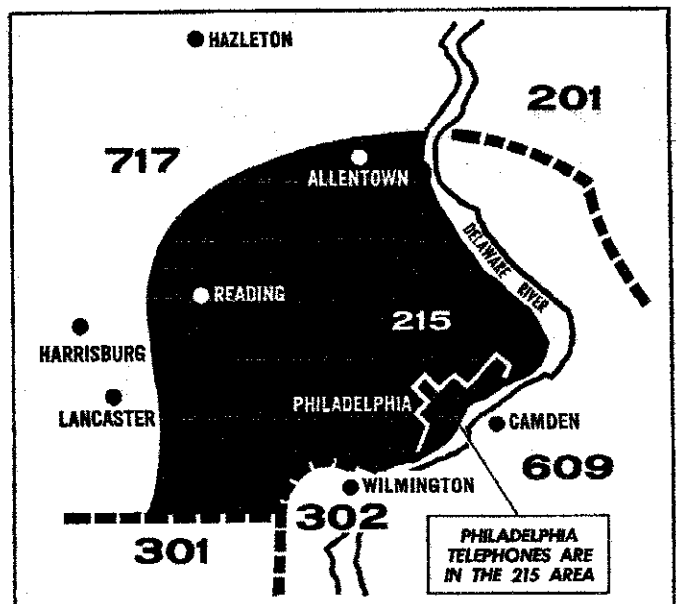 HAZLETON
201
717
ALLENTOWN
DELAWARE RIVER
READING
215
HARRISBURG
LANCASTER
PHILADELPHIA
CAMDEN
609
WILMINGTON
302
301
PHILADELPHIA
TELEPHONES ARE
IN THE 215 AREA